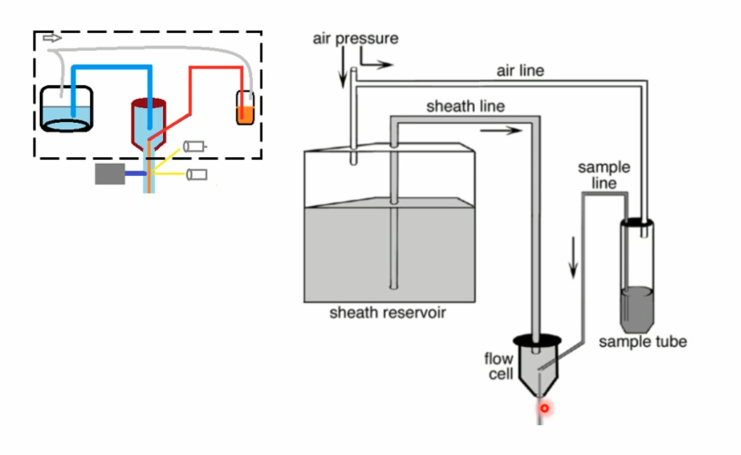 air pressure
air line
sheath line
sample
line
sheath reservoir
sample tube
flow
cell